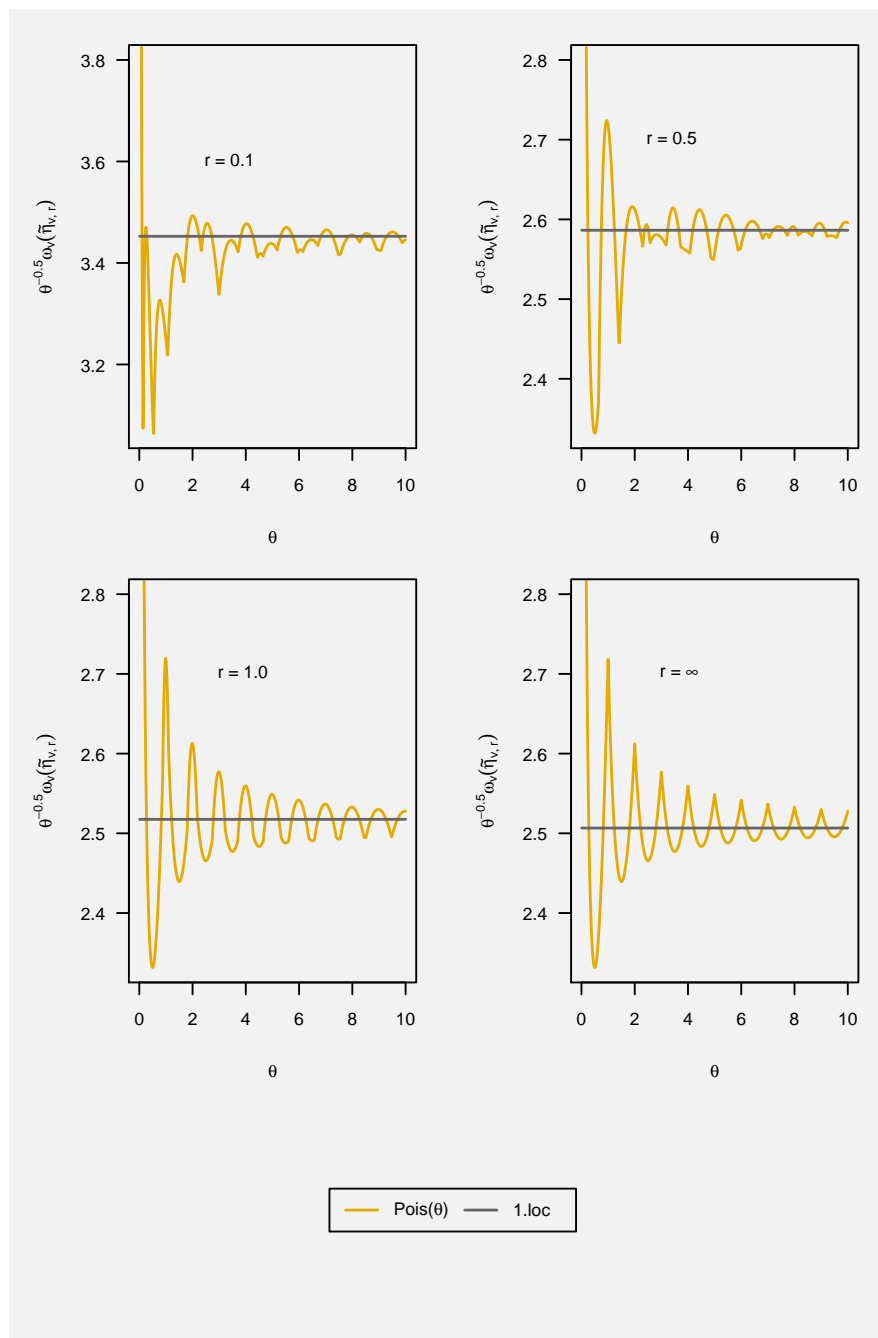 3.8
3.6
3.4
3.2
θ^−0.5 ω_v(η̃_v, r)
r = 0.1
0 2 4 6 8 10
θ
2.8
2.7
2.6
2.5
2.4
θ^−0.5 ω_v(η̃_v, r)
r = 0.5
0 2 4 6 8 10
θ
2.8
2.7
2.6
2.5
2.4
θ^−0.5 ω_v(η̃_v, r)
r = 1.0
0 2 4 6 8 10
θ
2.8
2.7
2.6
2.5
2.4
θ^−0.5 ω_v(η̃_v, r)
r = ∞
0 2 4 6 8 10
θ
Pois(θ) 1.loc